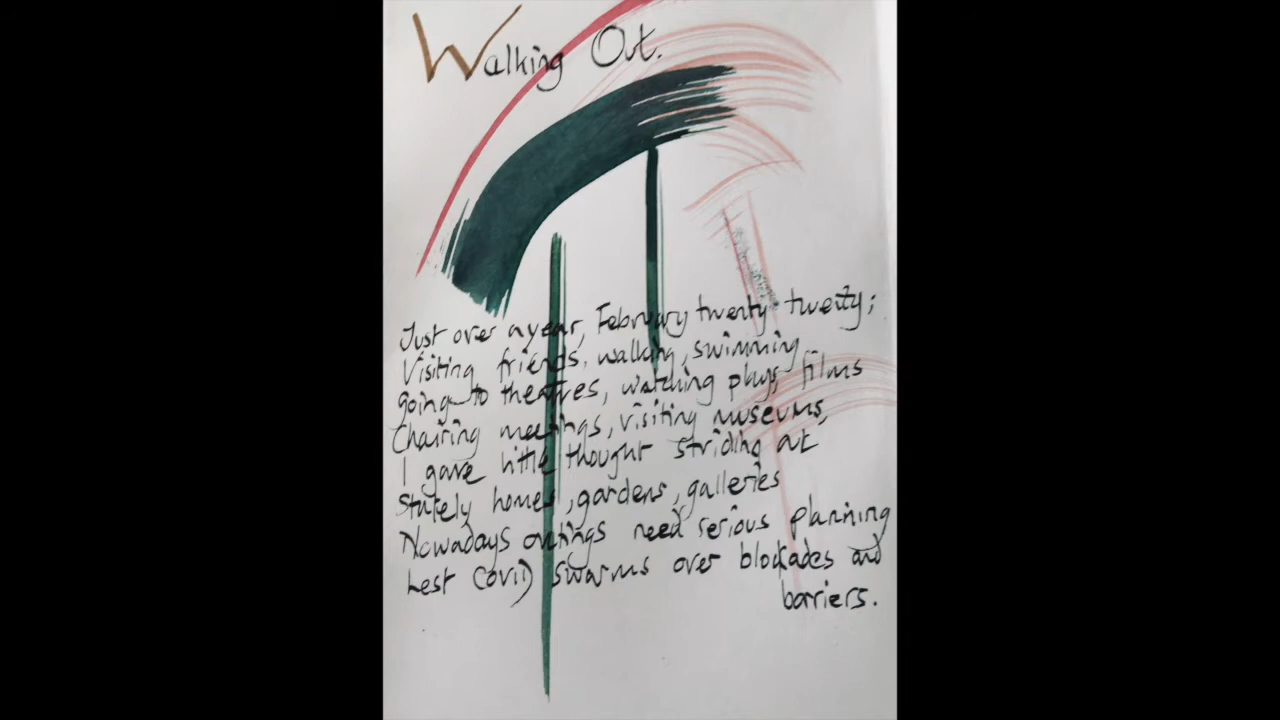 Walking Out.
Just over a year, February twenty twenty;
Visiting friends, walking, swimming
going to theatres, watching plays, films
Chairing meetings, visiting museums,
I gave little thought striding out
Stately homes, gardens, galleries
Nowadays outings need serious planning
Lest Covid swarms over blockades and
barriers.